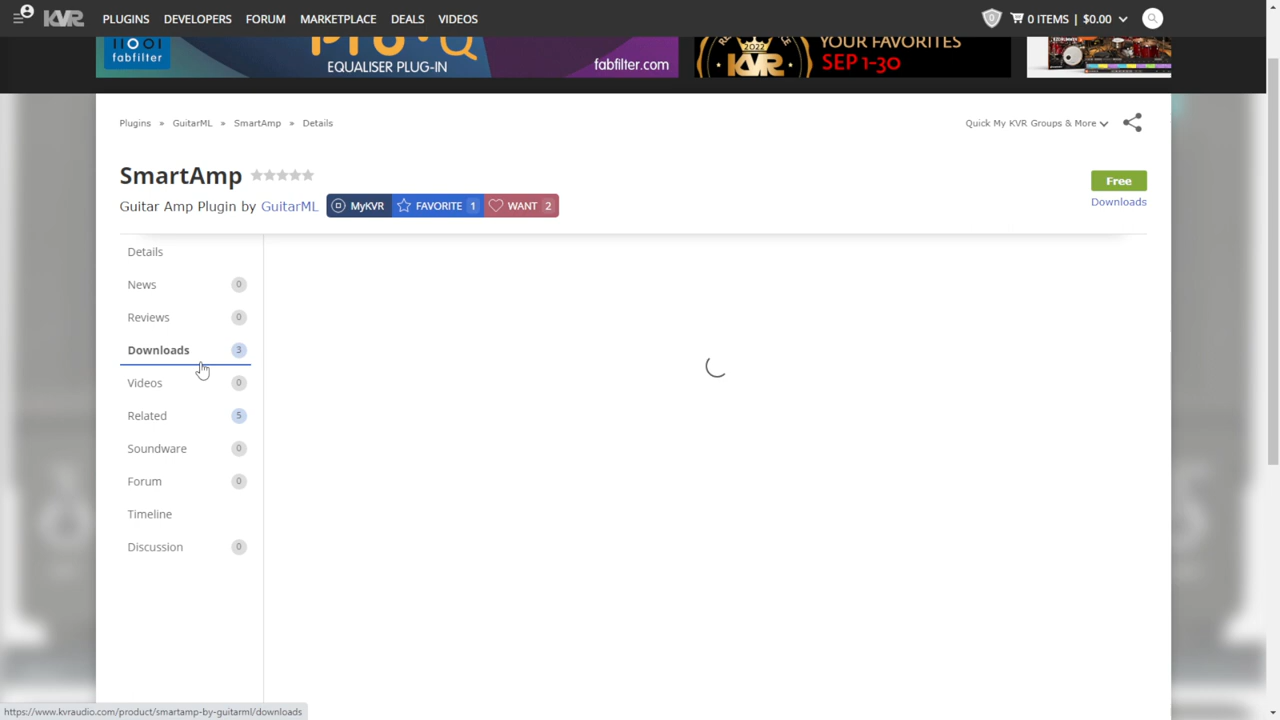 KVR PLUGINS DEVELOPERS FORUM MARKETPLACE DEALS VIDEOS 0 0 ITEMS | $0.00
fabfilter
EQUALISER PLUG-IN
fabfilter.com
2022
KVR
YOUR FAVORITES
SEP 1-30
Plugins » GuitarML » SmartAmp » Details
Quick My KVR Groups & More
SmartAmp
Free
Guitar Amp Plugin by GuitarML MyKVR FAVORITE 1 WANT 2
Downloads
Details
News 0
Reviews 0
Downloads 3
Videos 0
Related 5
Soundware 0
Forum 0
Timeline
Discussion 0
https://www.kvraudio.com/product/smartamp-by-guitarml/downloads